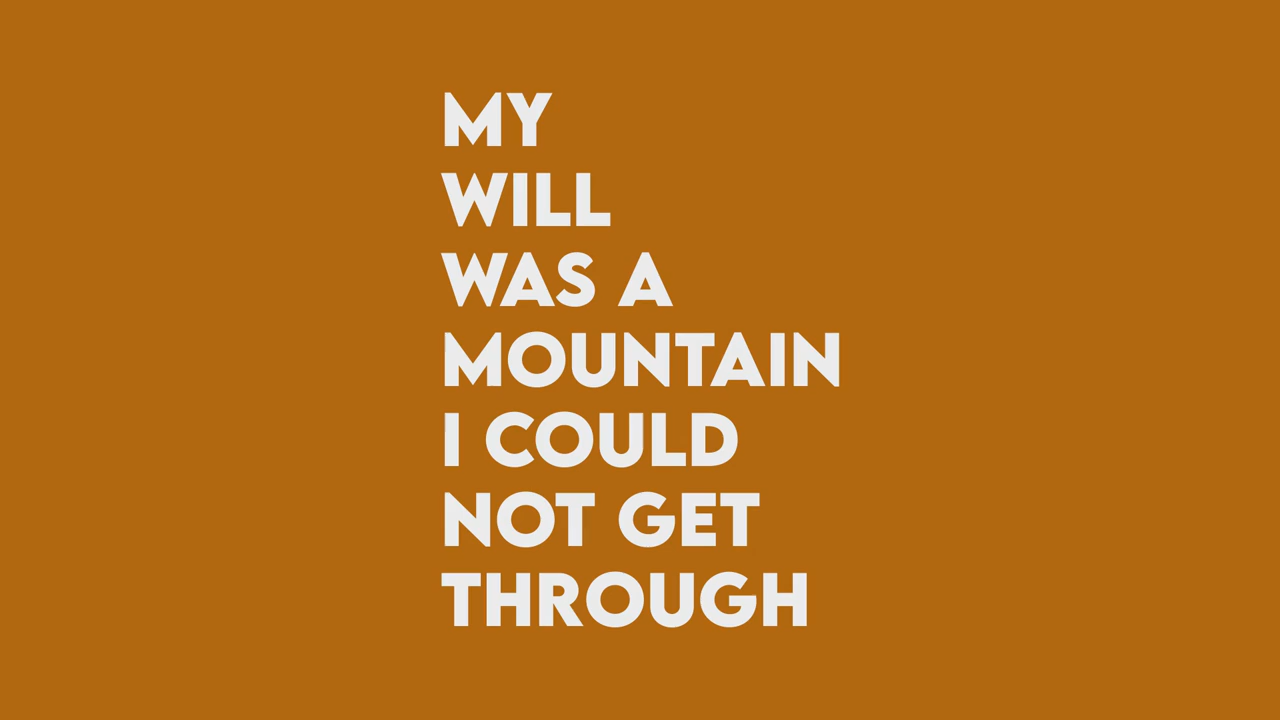 MY
WILL
WAS A
MOUNTAIN
I COULD
NOT GET
THROUGH